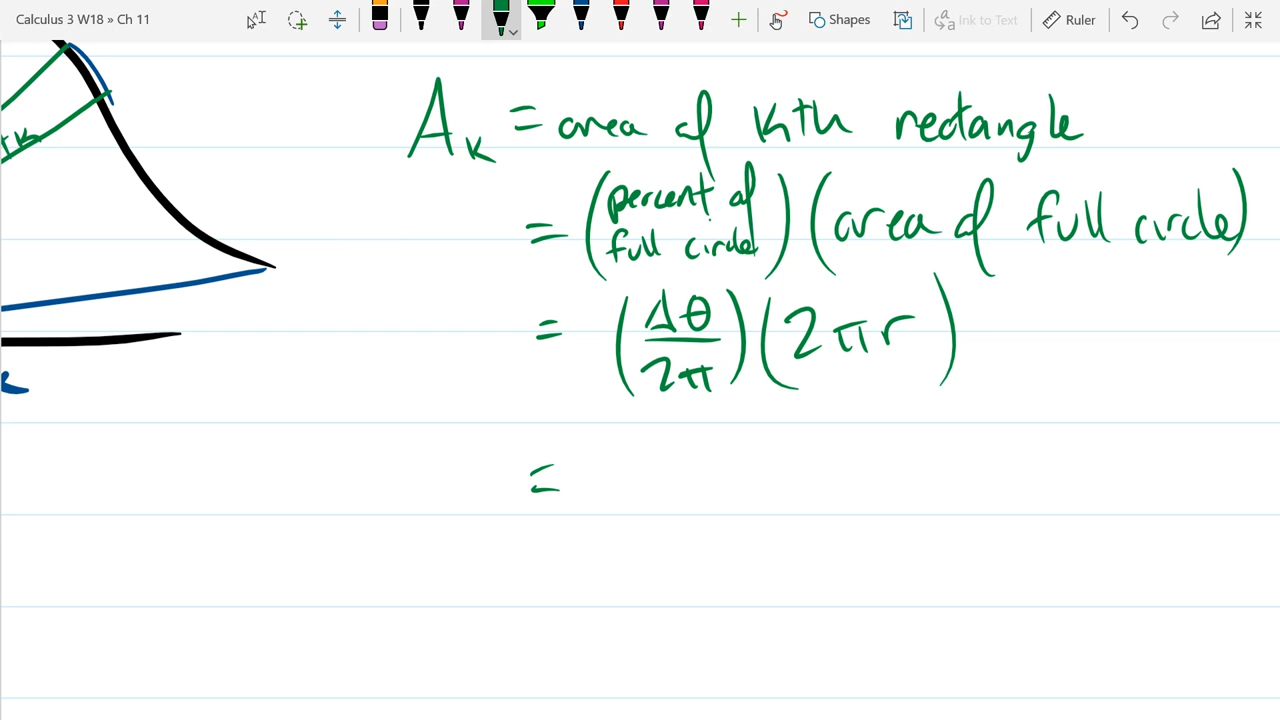 Calculus 3 W18 » Ch 11
Shapes
Link to Text
Ruler
A_k = area of kth rectangle
= (percent of full circle) (area of full circle)
= (Δθ/2π) (2πr)
=